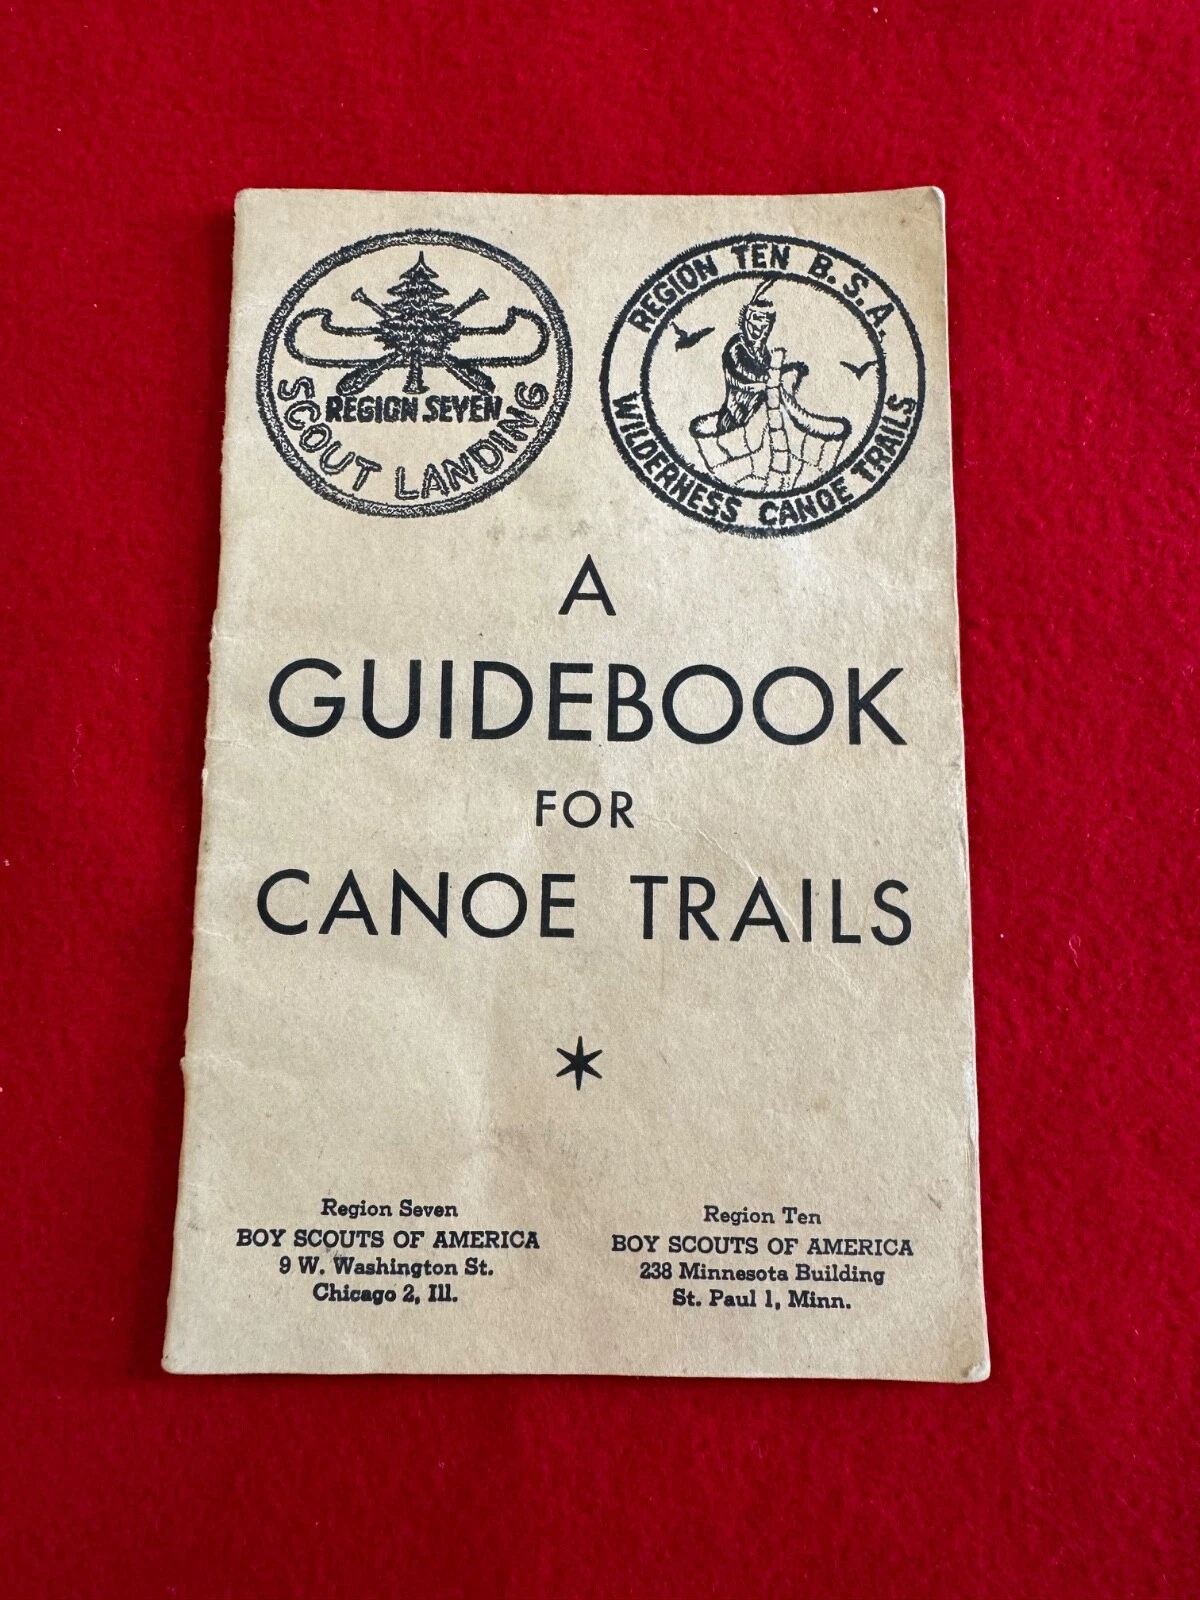 REGION SEVEN
SCOUT LANDING
REGION TEN B.S.A.
WILDERNESS CANOE TRAILS
A
GUIDEBOOK
FOR
CANOE TRAILS
Region Seven
BOY SCOUTS OF AMERICA
9 W. Washington St.
Chicago 2, Ill.
Region Ten
BOY SCOUTS OF AMERICA
238 Minnesota Building
St. Paul 1, Minn.